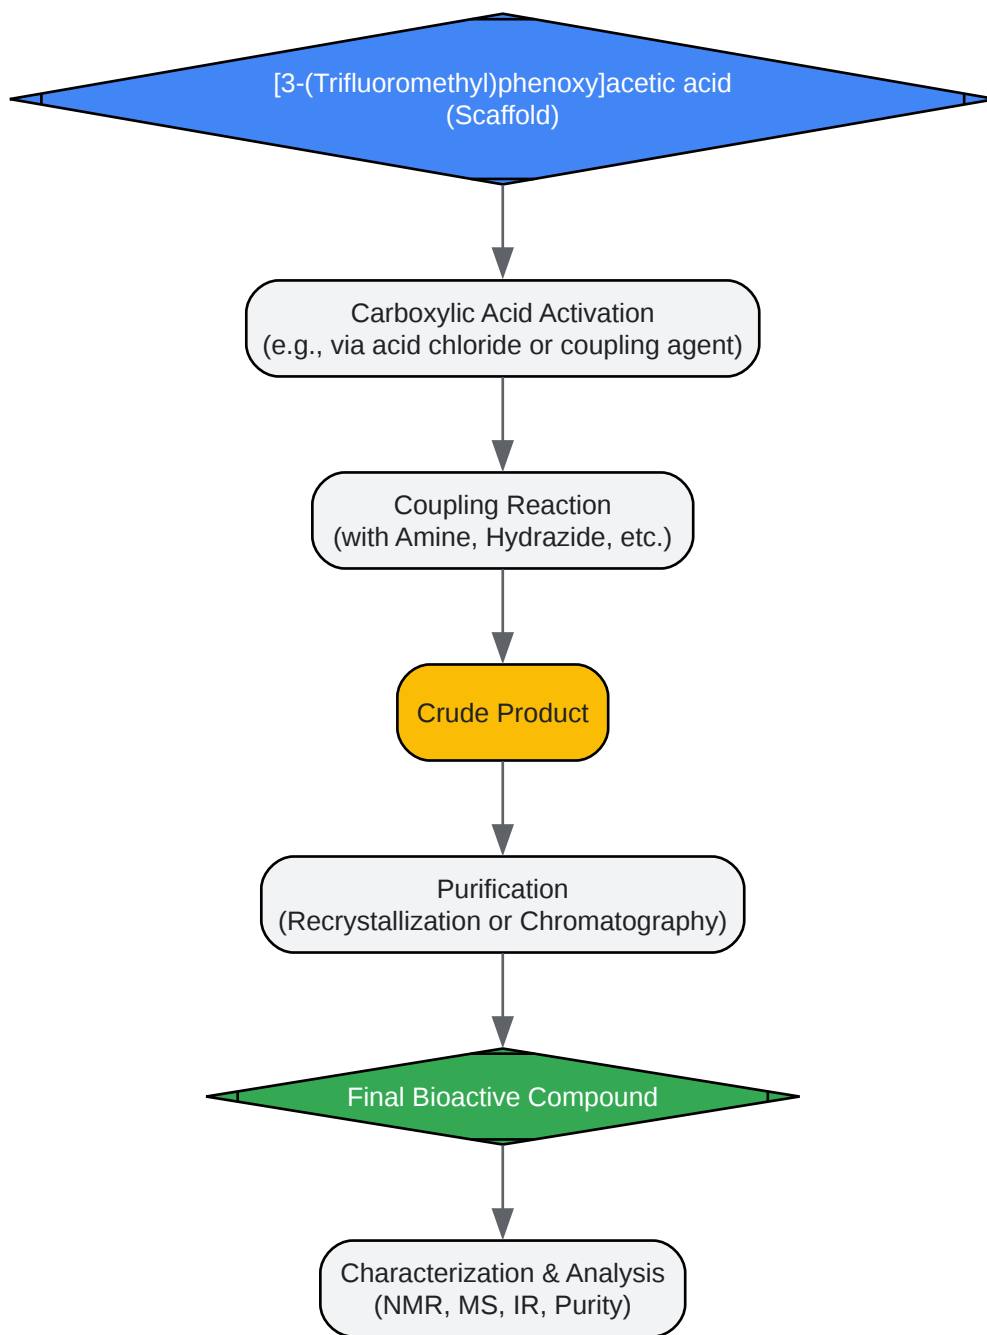 [3-(Trifluoromethyl)phenoxy]acetic acid
(Scaffold)
Carboxylic Acid Activation
(e.g., via acid chloride or coupling agent)
Coupling Reaction
(with Amine, Hydrazide, etc.)
Crude Product
Purification
(Recrystallization or Chromatography)
Final Bioactive Compound
Characterization & Analysis
(NMR, MS, IR, Purity)